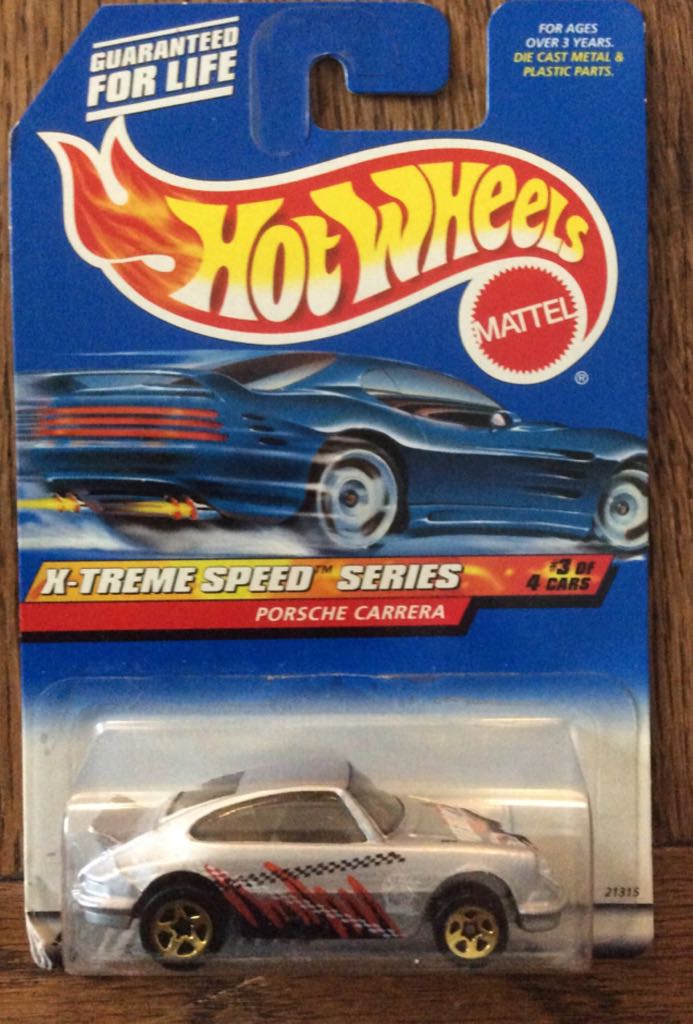 GUARANTEED
FOR LIFE
FOR AGES
OVER 3 YEARS.
DIE CAST METAL &
PLASTIC PARTS.
HOT WHEELS
MATTEL
®
X-TREME SPEED™ SERIES
#3 OF
4 CARS
PORSCHE CARRERA
21315